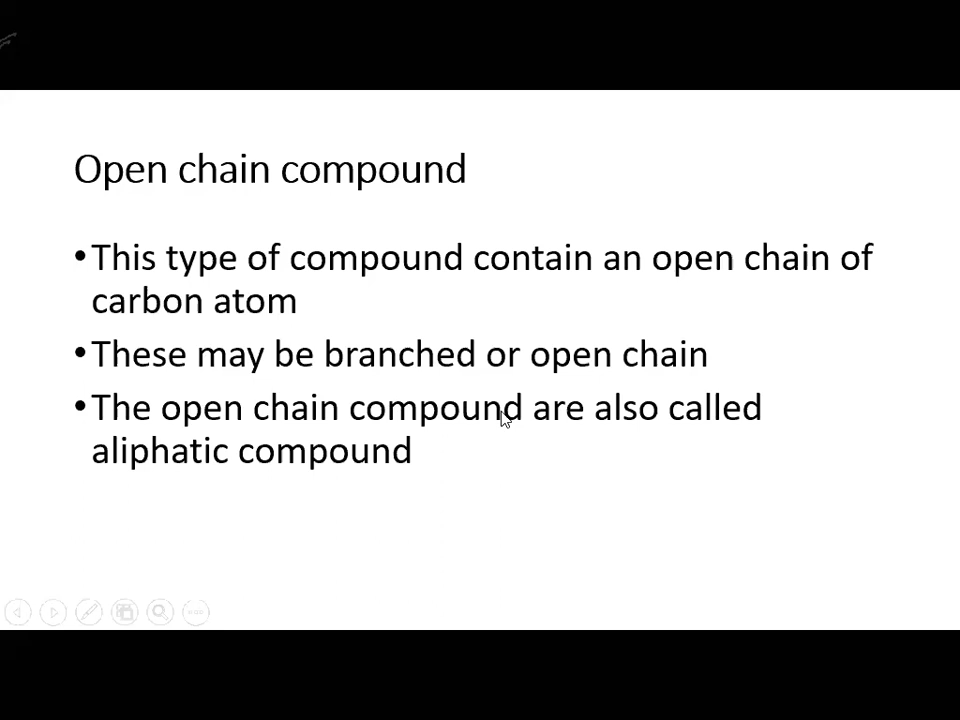 Open chain compound
•This type of compound contain an open chain of
carbon atom
•These may be branched or open chain
•The open chain compound are also called
aliphatic compound